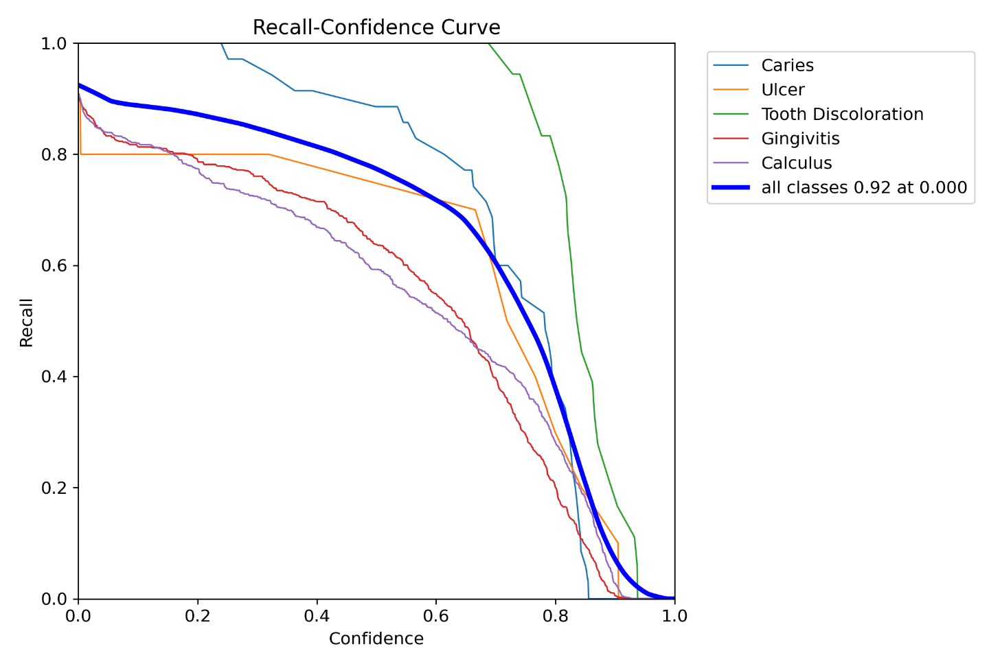 Recall-Confidence Curve
1.0
0.8
0.6
0.4
0.2
0.0
Recall
0.0 0.2 0.4 0.6 0.8 1.0
Confidence
Caries
Ulcer
Tooth Discoloration
Gingivitis
Calculus
all classes 0.92 at 0.000